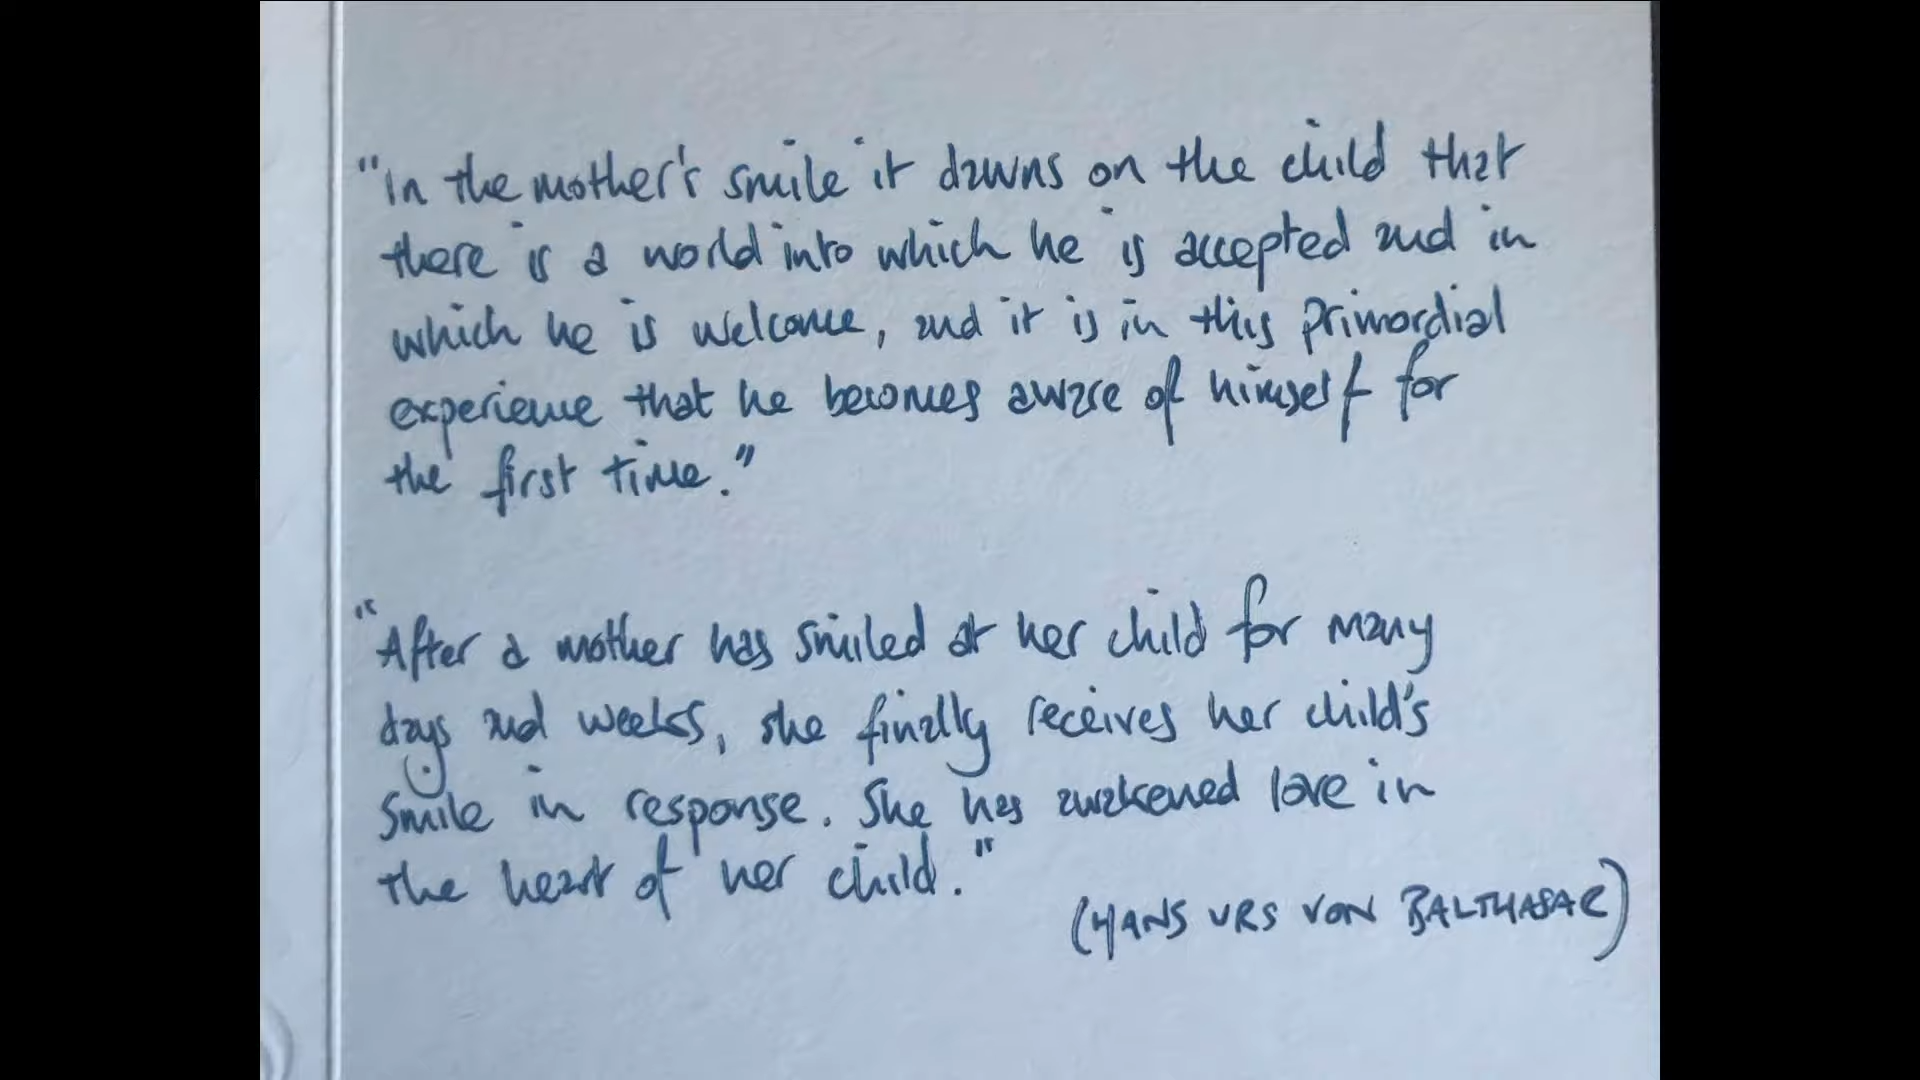 "In the mother's smile it dawns on the child that
there is a world into which he is accepted and in
which he is welcome, and it is in this primordial
experience that he becomes aware of himself for
the first time."
"After a mother has smiled at her child for many
days and weeks, she finally receives her child's
smile in response. She has awakened love in
the heart of her child."
(HANS URS VON BALTHASAR)